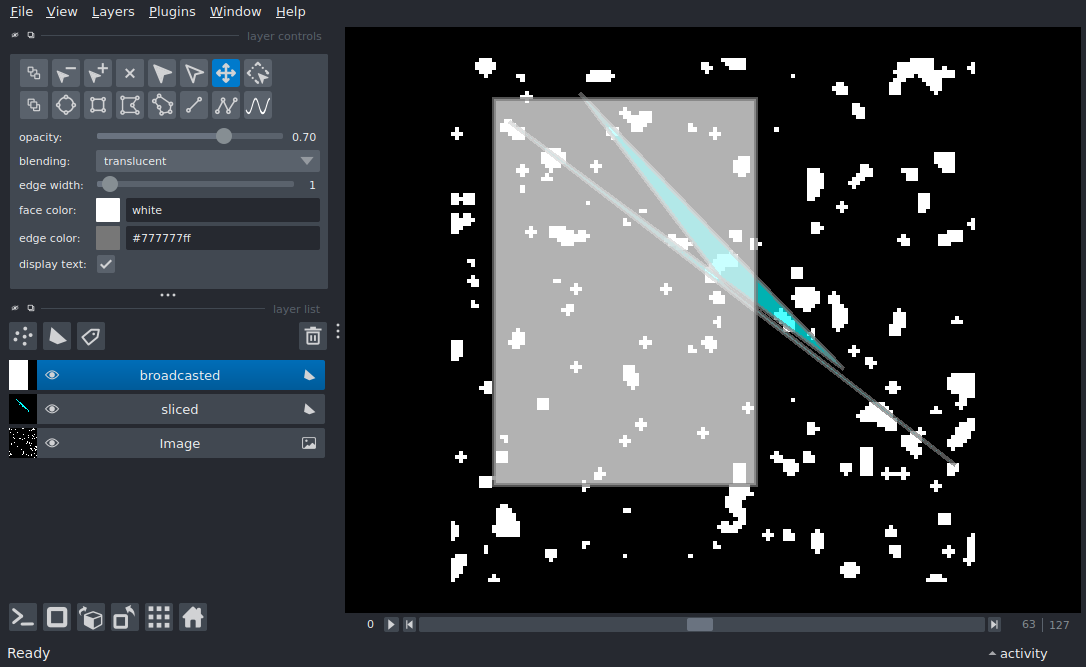 File View Layers Plugins Window Help
layer controls
opacity: 0.70
blending: translucent
edge width: 1
face color: white
edge color: #777777ff
display text:
layer list
broadcasted
sliced
Image
0 63 127
Ready activity